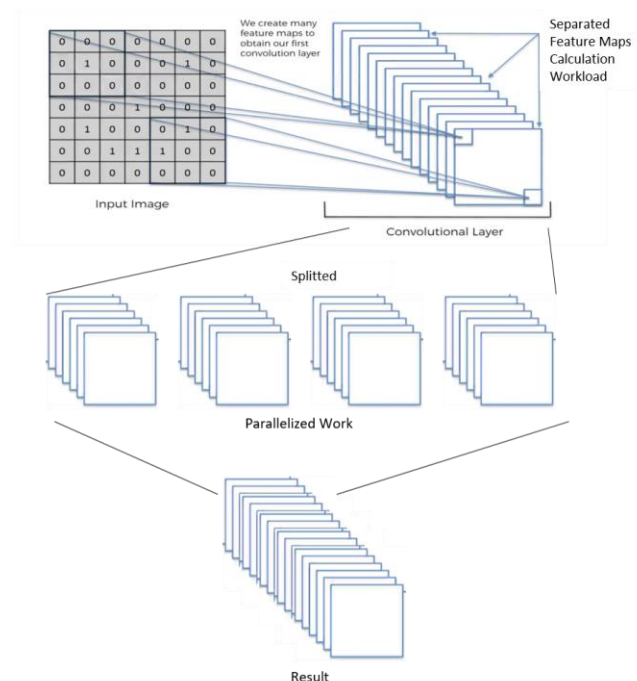 We create many
feature maps to
obtain our first
convolution layer
Separated
Feature Maps
Calculation
Workload
0 0 0 0 0 0 0
0 1 0 0 0 1 0
0 0 0 0 0 0 0
0 0 0 1 0 0 0
0 1 0 0 0 1 0
0 0 1 1 1 0 0
0 0 0 0 0 0 0
Input Image
Convolutional Layer
Splitted
Parallelized Work
Result